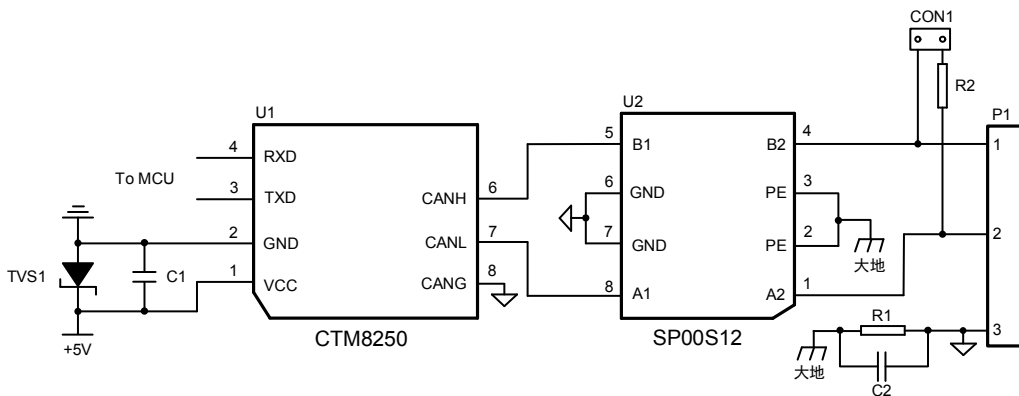 CON1
R2
U1
U2
P1
4
RXD
To MCU
3
TXD
CANH
6
2
GND
CANL
7
TVS1
C1
1
VCC
CANG
8
+5V
CTM8250
5
B1
B2
4
1
6
GND
PE
3
7
GND
PE
2
2
大地
8
A1
A2
1
SP00S12
R1
3
大地
C2